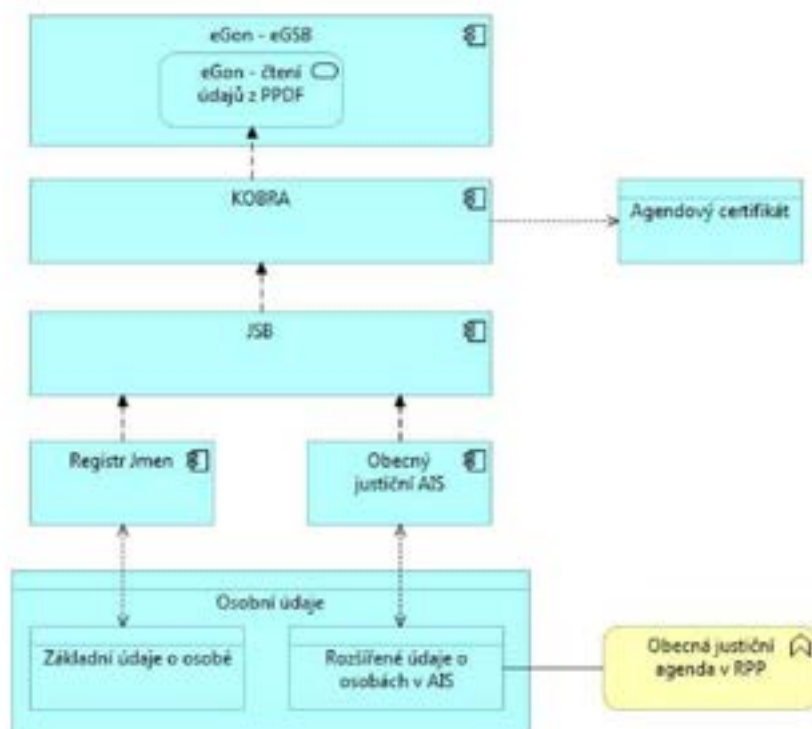 eGon - eGSB
eGon - čtení
údajů z PPDF
KOBRA
Agendový certifikát
JSB
Registr Jmen
Obecný
justiční AIS
Osobní údaje
Základní údaje o osobě
Rozšířené údaje o
osobách v AIS
Obecná justiční
agenda v RPP